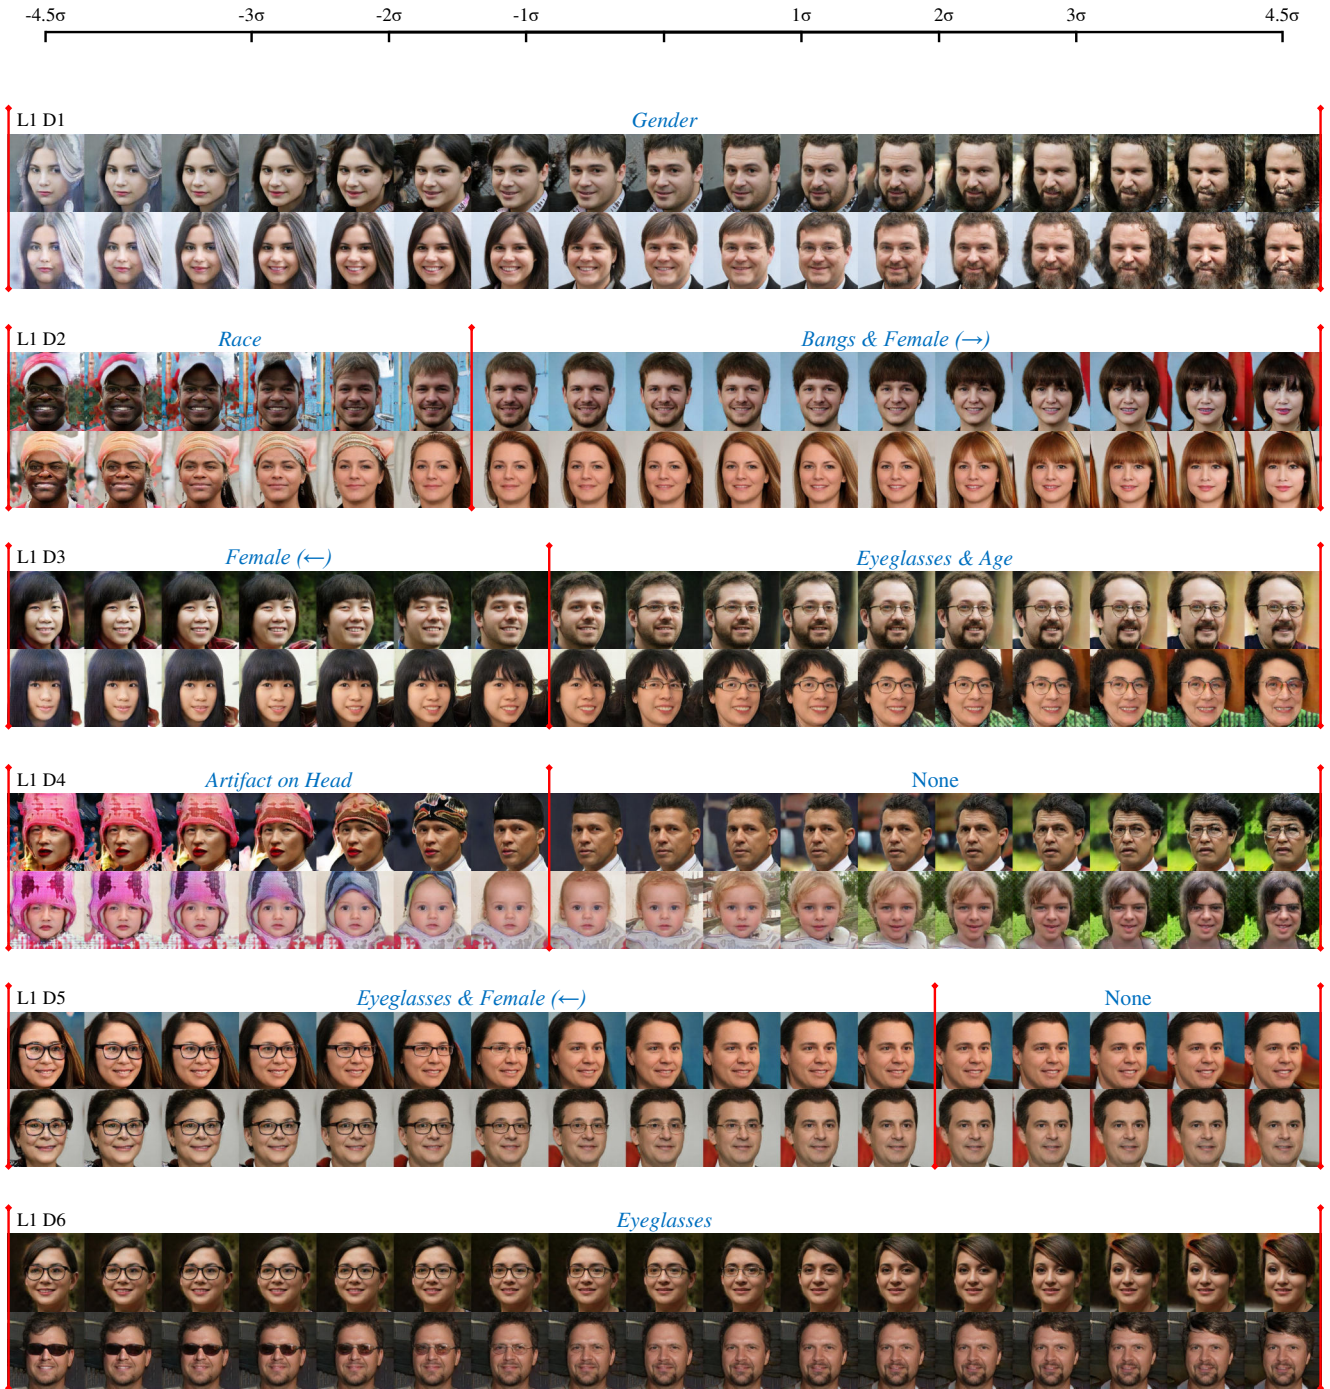 -4.5σ -3σ -2σ -1σ 1σ 2σ 3σ 4.5σ
L1 D1 Gender
L1 D2 Race Bangs & Female (→)
L1 D3 Female (←) Eyeglasses & Age
L1 D4 Artifact on Head None
L1 D5 Eyeglasses & Female (←) None
L1 D6 Eyeglasses